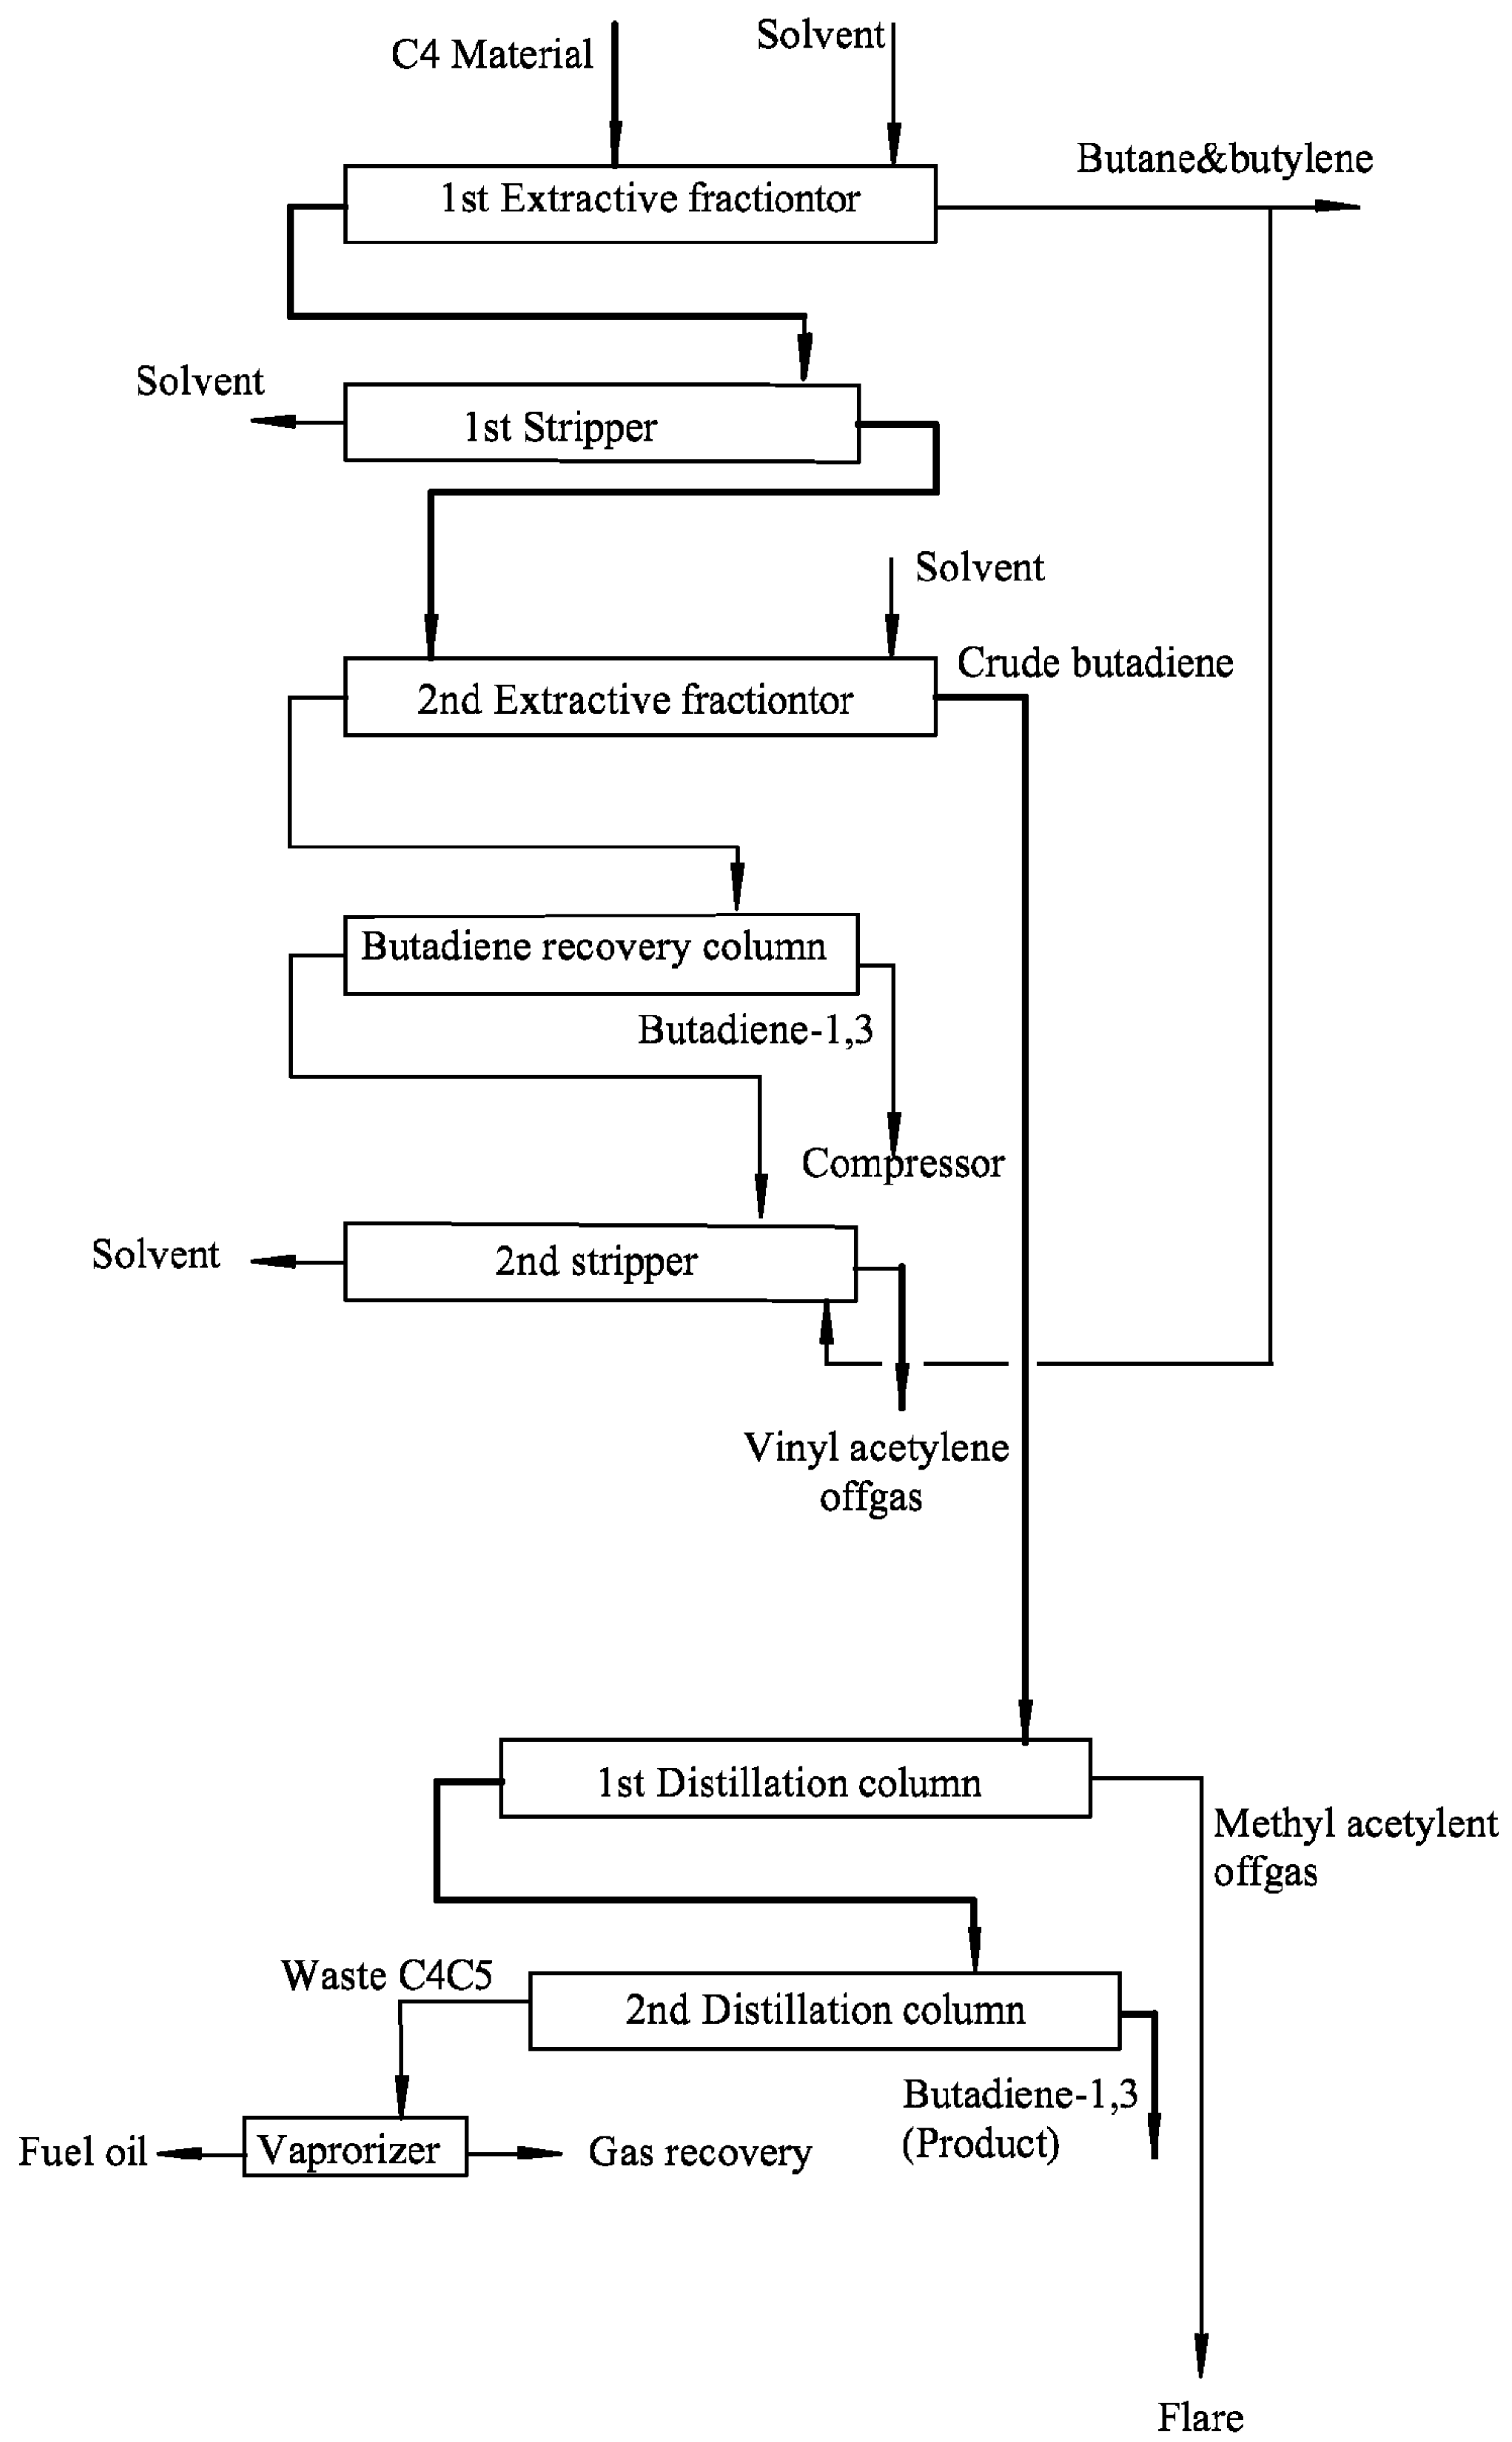 C4 Material
Solvent
Butane&butylene
1st Extractive fractiontor
Solvent
1st Stripper
Solvent
Crude butadiene
2nd Extractive fractiontor
Butadiene recovery column
Butadiene-1,3
Compressor
Solvent
2nd stripper
Vinyl acetylene
offgas
1st Distillation column
Methyl acetylent
offgas
Waste C4C5
2nd Distillation column
Butadiene-1,3
(Product)
Fuel oil
Vaprorizer
Gas recovery
Flare